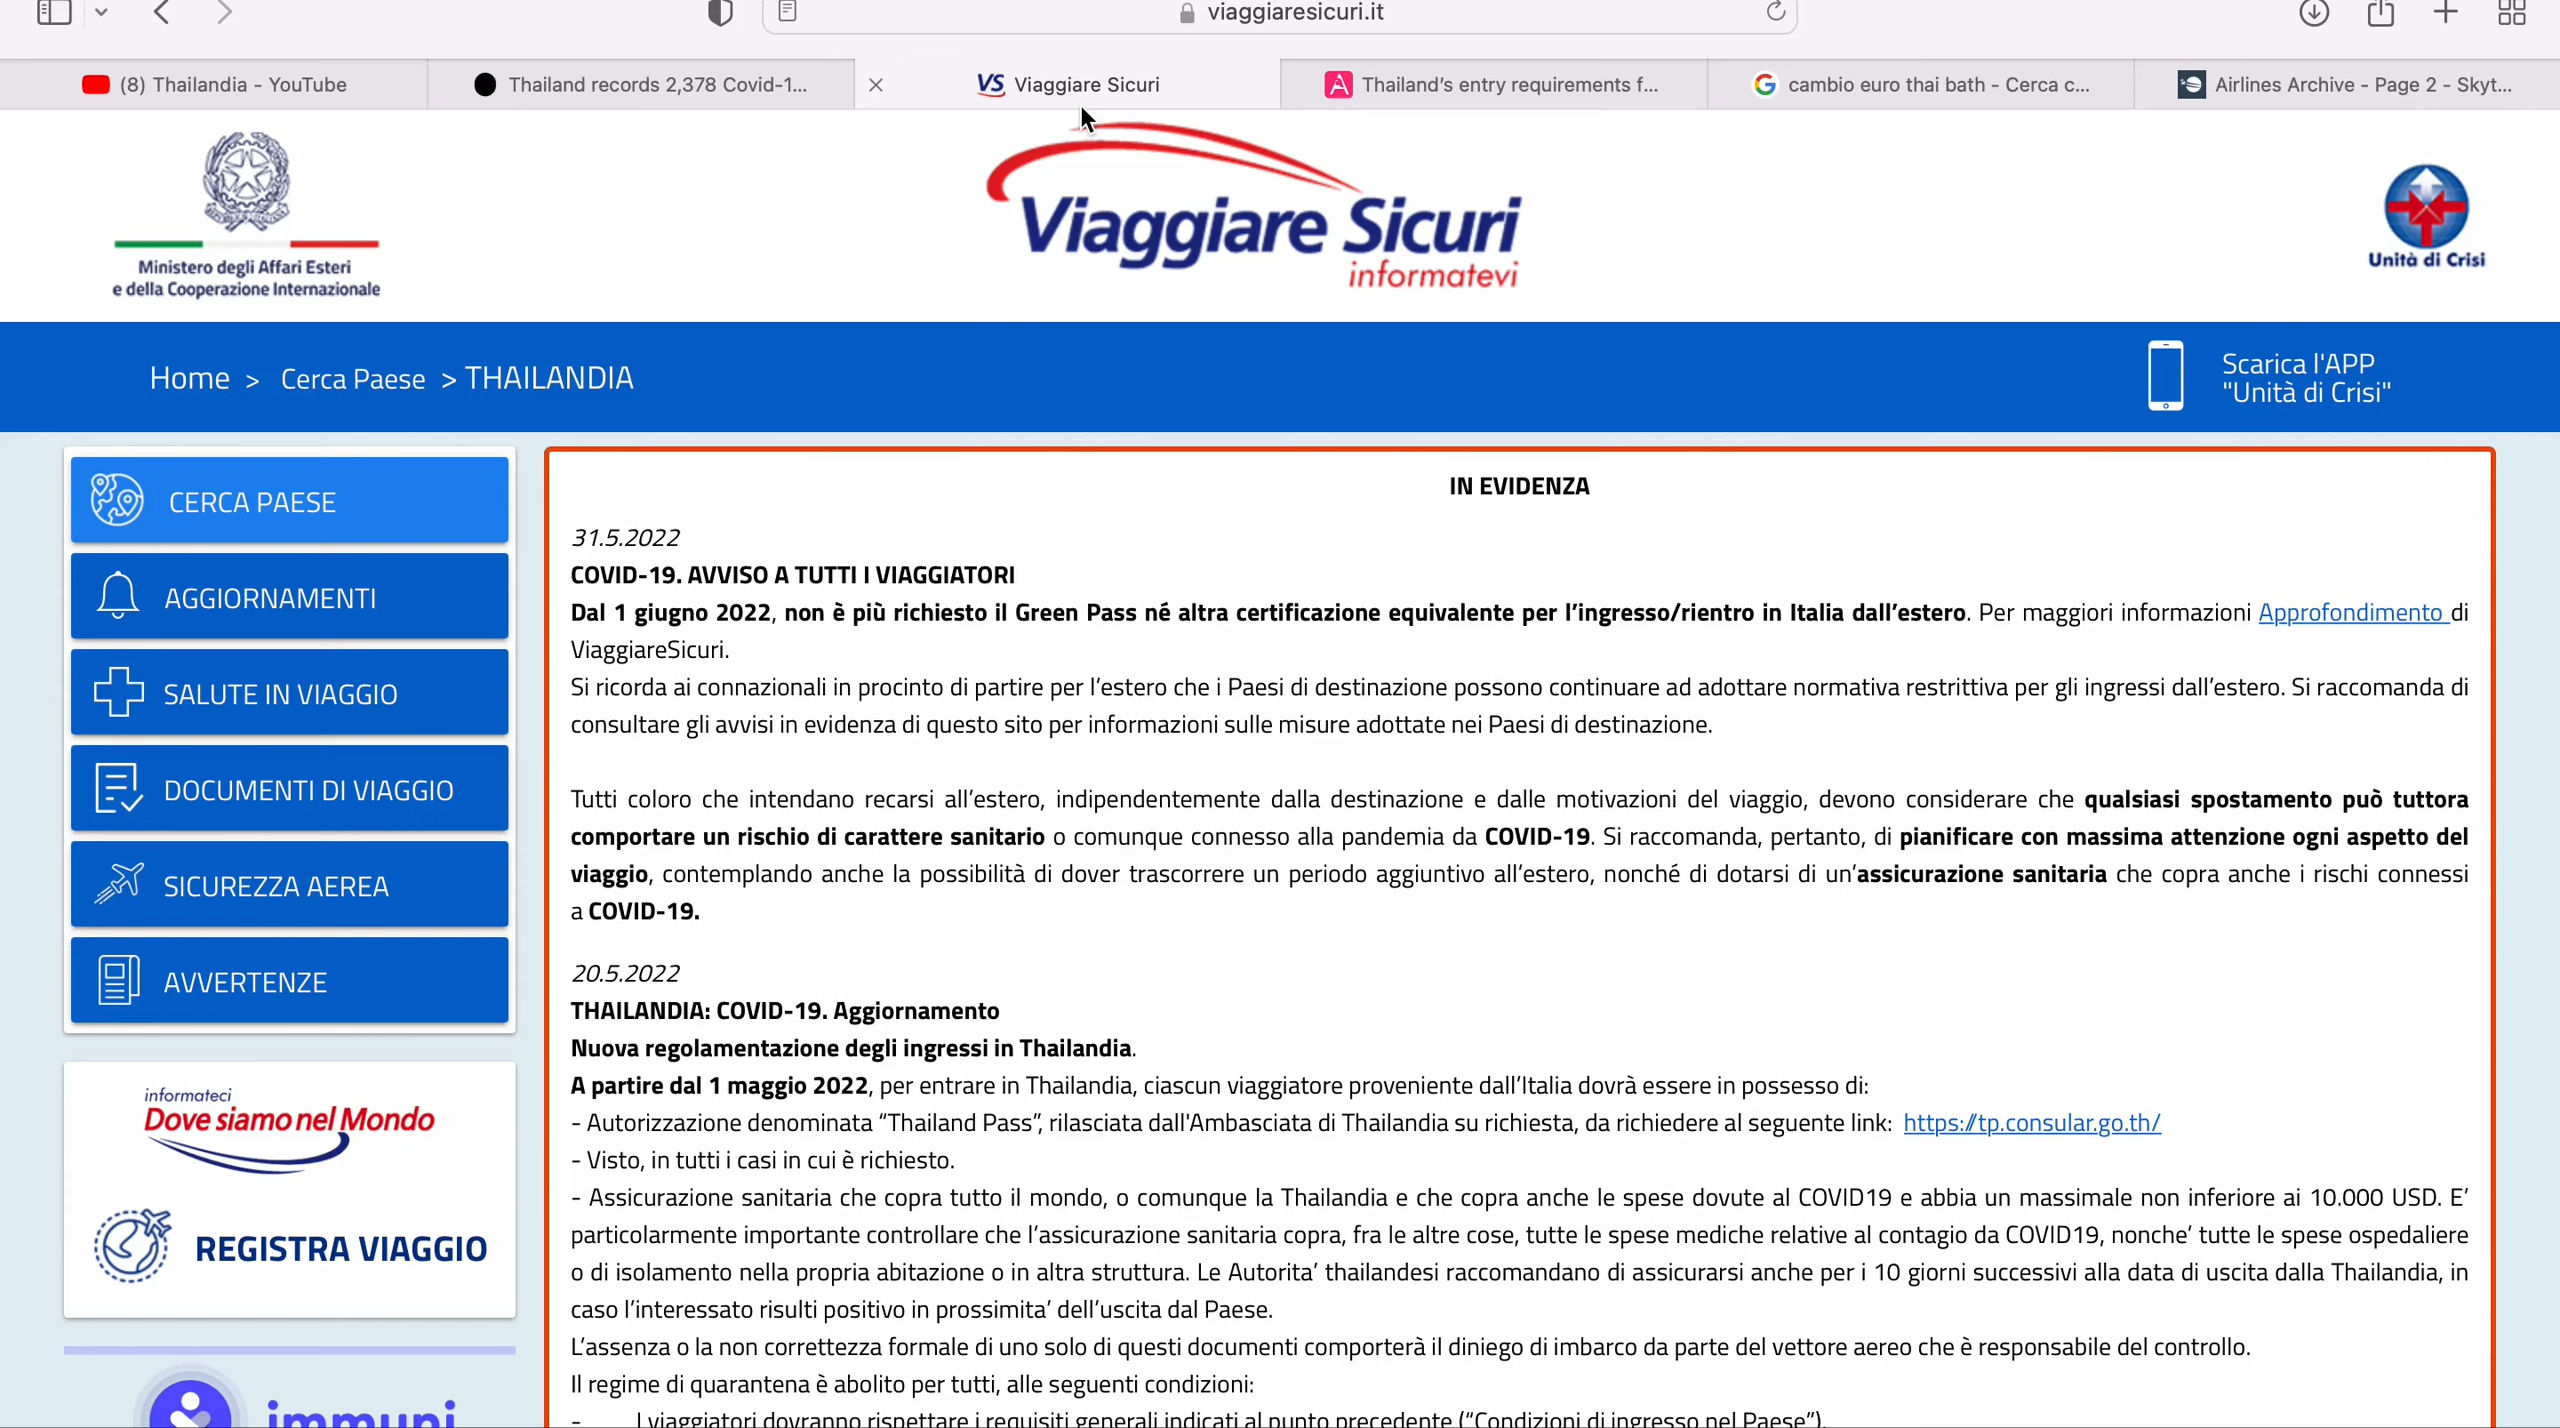 viaggiaresicuri.it
(8) Thailandia - YouTube
Thailand records 2,378 Covid-1...
VS Viaggiare Sicuri
Thailand's entry requirements f...
cambio euro thai bath - Cerca c...
Airlines Archive - Page 2 - Skyt...
Ministero degli Affari Esteri
e della Cooperazione Internazionale
Viaggiare Sicuri
informatevi
Unità di Crisi
Home > Cerca Paese > THAILANDIA
Scarica l'APP
"Unità di Crisi"
CERCA PAESE
AGGIORNAMENTI
SALUTE IN VIAGGIO
DOCUMENTI DI VIAGGIO
SICUREZZA AEREA
AVVERTENZE
informateci
Dove siamo nel Mondo
REGISTRA VIAGGIO
immuni
IN EVIDENZA
31.5.2022
COVID-19. AVVISO A TUTTI I VIAGGIATORI
Dal 1 giugno 2022, non è più richiesto il Green Pass né altra certificazione equivalente per l'ingresso/rientro in Italia dall'estero. Per maggiori informazioni Approfondimento di
ViaggiareSicuri.
Si ricorda ai connazionali in procinto di partire per l'estero che i Paesi di destinazione possono continuare ad adottare normativa restrittiva per gli ingressi dall'estero. Si raccomanda di
consultare gli avvisi in evidenza di questo sito per informazioni sulle misure adottate nei Paesi di destinazione.
Tutti coloro che intendano recarsi all'estero, indipendentemente dalla destinazione e dalle motivazioni del viaggio, devono considerare che qualsiasi spostamento può tuttora
comportare un rischio di carattere sanitario o comunque connesso alla pandemia da COVID-19. Si raccomanda, pertanto, di pianificare con massima attenzione ogni aspetto del
viaggio, contemplando anche la possibilità di dover trascorrere un periodo aggiuntivo all'estero, nonché di dotarsi di un'assicurazione sanitaria che copra anche i rischi connessi
a COVID-19.
20.5.2022
THAILANDIA: COVID-19. Aggiornamento
Nuova regolamentazione degli ingressi in Thailandia.
A partire dal 1 maggio 2022, per entrare in Thailandia, ciascun viaggiatore proveniente dall'Italia dovrà essere in possesso di:
- Autorizzazione denominata “Thailand Pass”, rilasciata dall'Ambasciata di Thailandia su richiesta, da richiedere al seguente link: https://tp.consular.go.th/
- Visto, in tutti i casi in cui è richiesto.
- Assicurazione sanitaria che copra tutto il mondo, o comunque la Thailandia e che copra anche le spese dovute al COVID19 e abbia un massimale non inferiore ai 10.000 USD. E'
particolarmente importante controllare che l'assicurazione sanitaria copra, fra le altre cose, tutte le spese mediche relative al contagio da COVID19, nonche' tutte le spese ospedaliere
o di isolamento nella propria abitazione o in altra struttura. Le Autorita' thailandesi raccomandano di assicurarsi anche per i 10 giorni successivi alla data di uscita dalla Thailandia, in
caso l'interessato risulti positivo in prossimita' dell'uscita dal Paese.
L'assenza o la non correttezza formale di uno solo di questi documenti comporterà il diniego di imbarco da parte del vettore aereo che è responsabile del controllo.
Il regime di quarantena è abolito per tutti, alle seguenti condizioni:
- I viaggiatori dovranno rispettare i requisiti generali indicati al punto precedente (“Condizioni di ingresso nel Paese”).